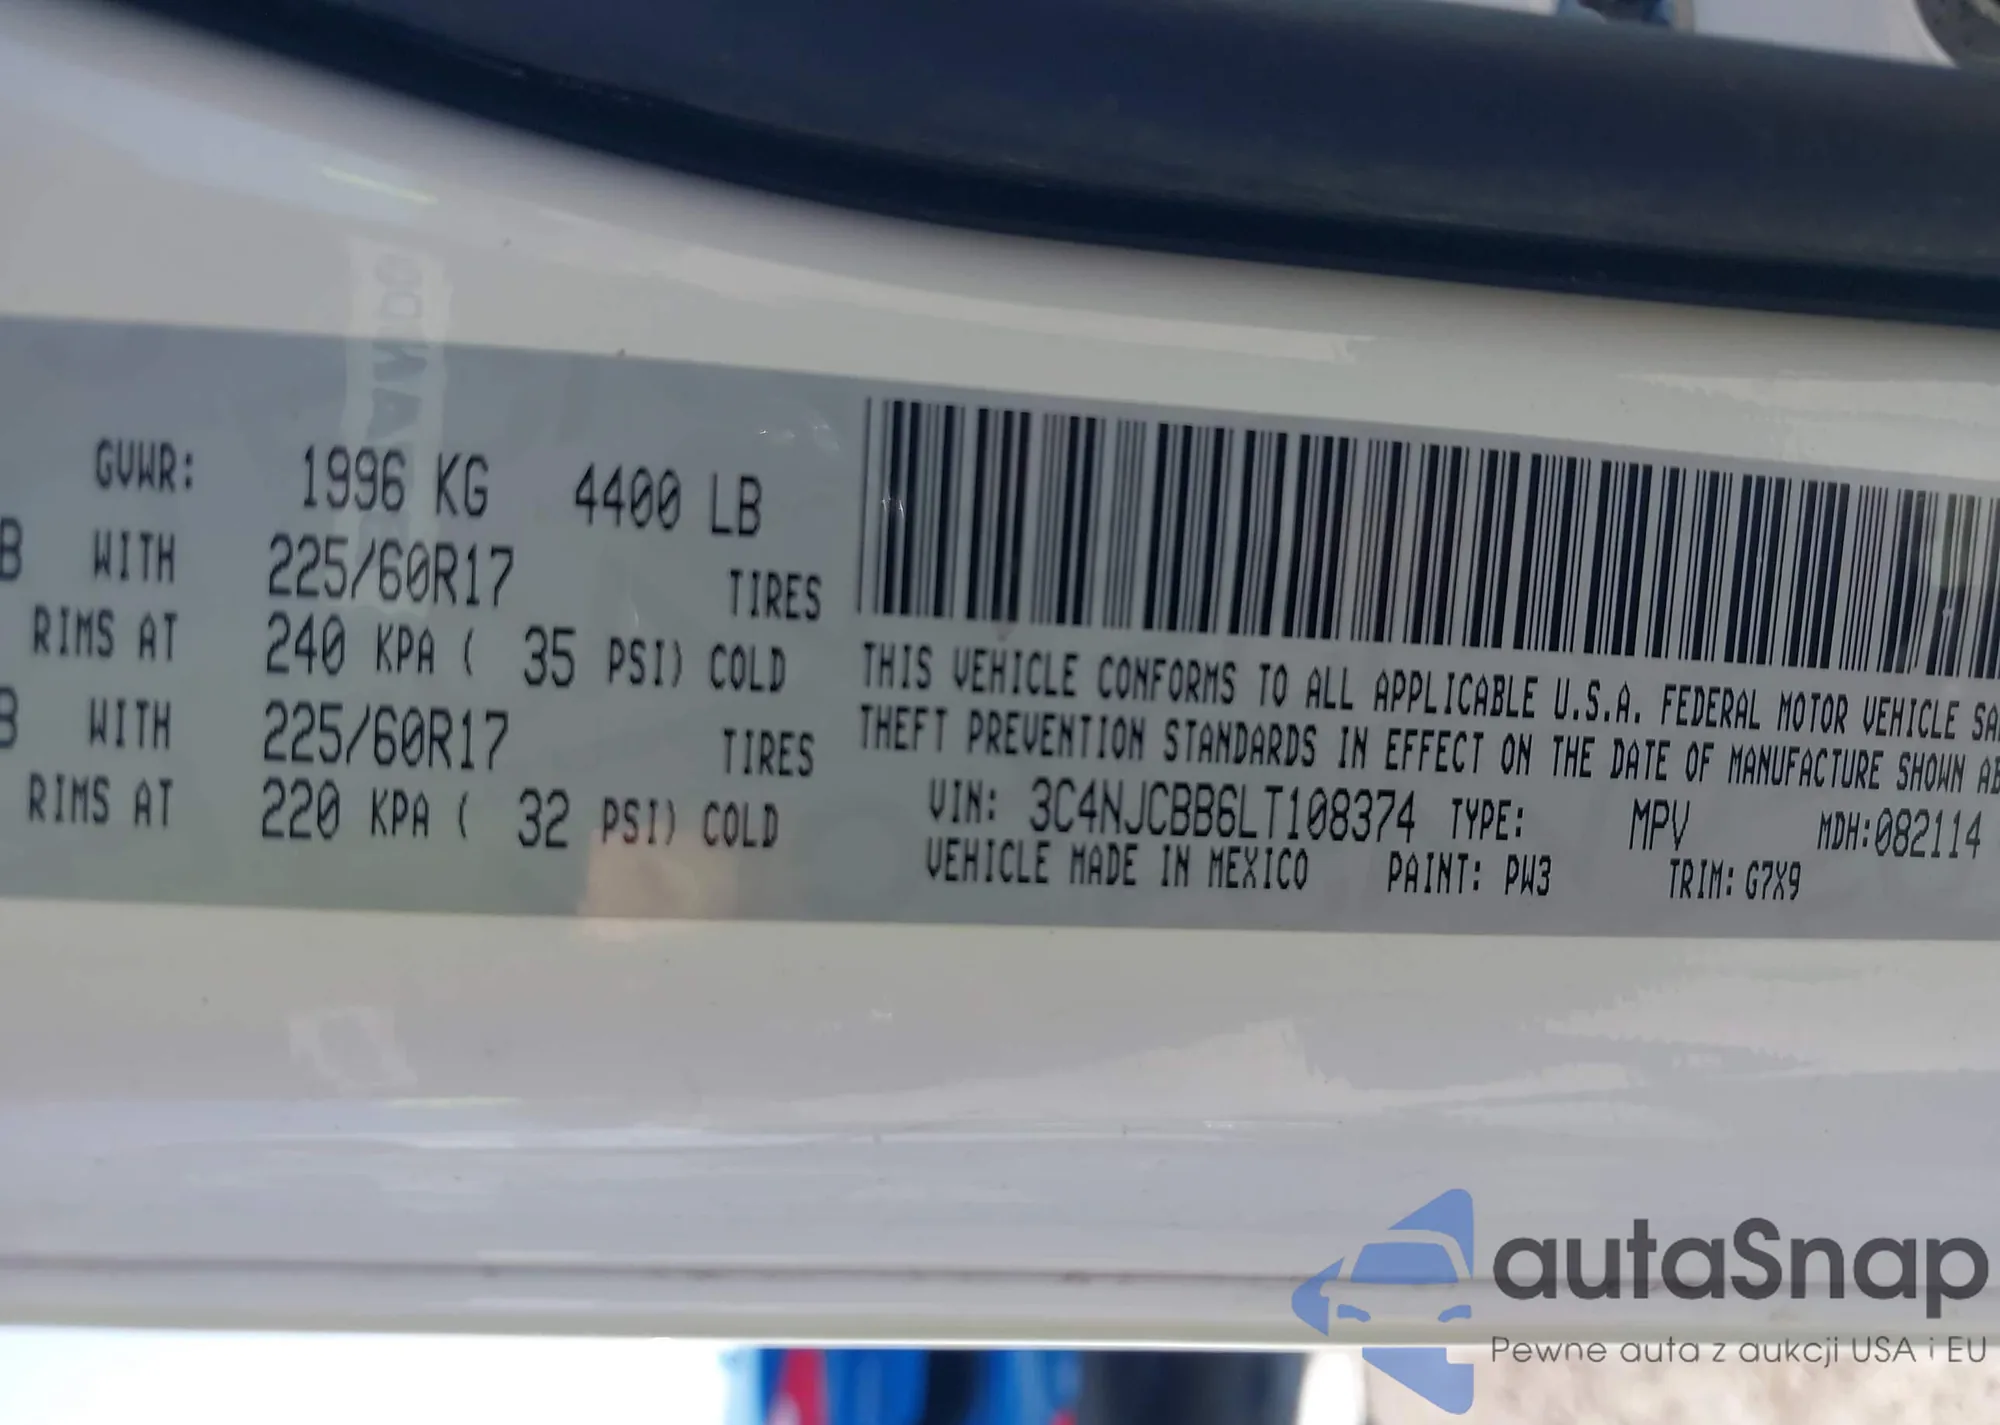 GVWR: 1996 KG 4400 LB
B WITH 225/60R17 TIRES
RIMS AT 240 KPA ( 35 PSI) COLD
B WITH 225/60R17 TIRES
RIMS AT 220 KPA ( 32 PSI) COLD
THIS VEHICLE CONFORMS TO ALL APPLICABLE U.S.A. FEDERAL MOTOR VEHICLE SA
THEFT PREVENTION STANDARDS IN EFFECT ON THE DATE OF MANUFACTURE SHOWN AB
VIN: 3C4NJCBB6LT108374 TYPE: MPV MDH:082114
VEHICLE MADE IN MEXICO PAINT: PW3 TRIM: G7X9
autaSnap
Pewne auta z aukcji USA i EU